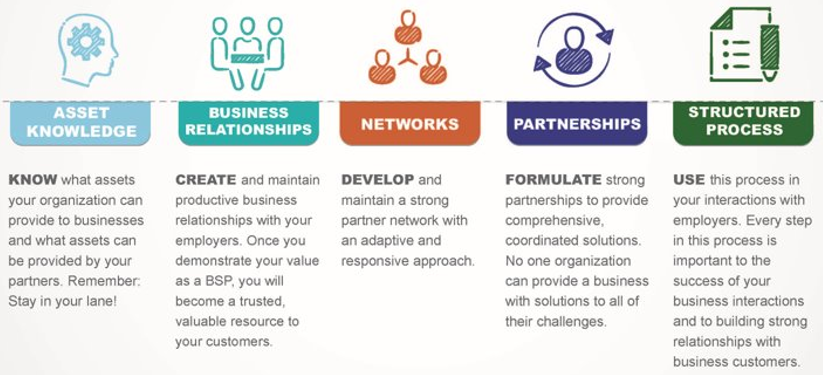 ASSET
KNOWLEDGE
KNOW what assets
your organization can
provide to businesses
and what assets can
be provided by your
partners. Remember:
Stay in your lane!
BUSINESS
RELATIONSHIPS
CREATE and maintain
productive business
relationships with your
employers. Once you
demonstrate your value
as a BSP, you will
become a trusted,
valuable resource to
your customers.
NETWORKS
DEVELOP and
maintain a strong
partner network with
an adaptive and
responsive approach.
PARTNERSHIPS
FORMULATE strong
partnerships to provide
comprehensive,
coordinated solutions.
No one organization
can provide a business
with solutions to all of
their challenges.
STRUCTURED
PROCESS
USE this process in
your interactions with
employers. Every step
in this process is
important to the
success of your
business interactions
and to building strong
relationships with
business customers.